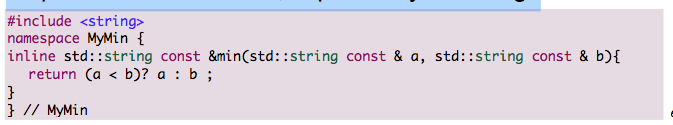 #include <string>
namespace MyMin {
inline std::string const &min(std::string const & a, std::string const & b){
return (a < b)? a : b ;
}
} // MyMin